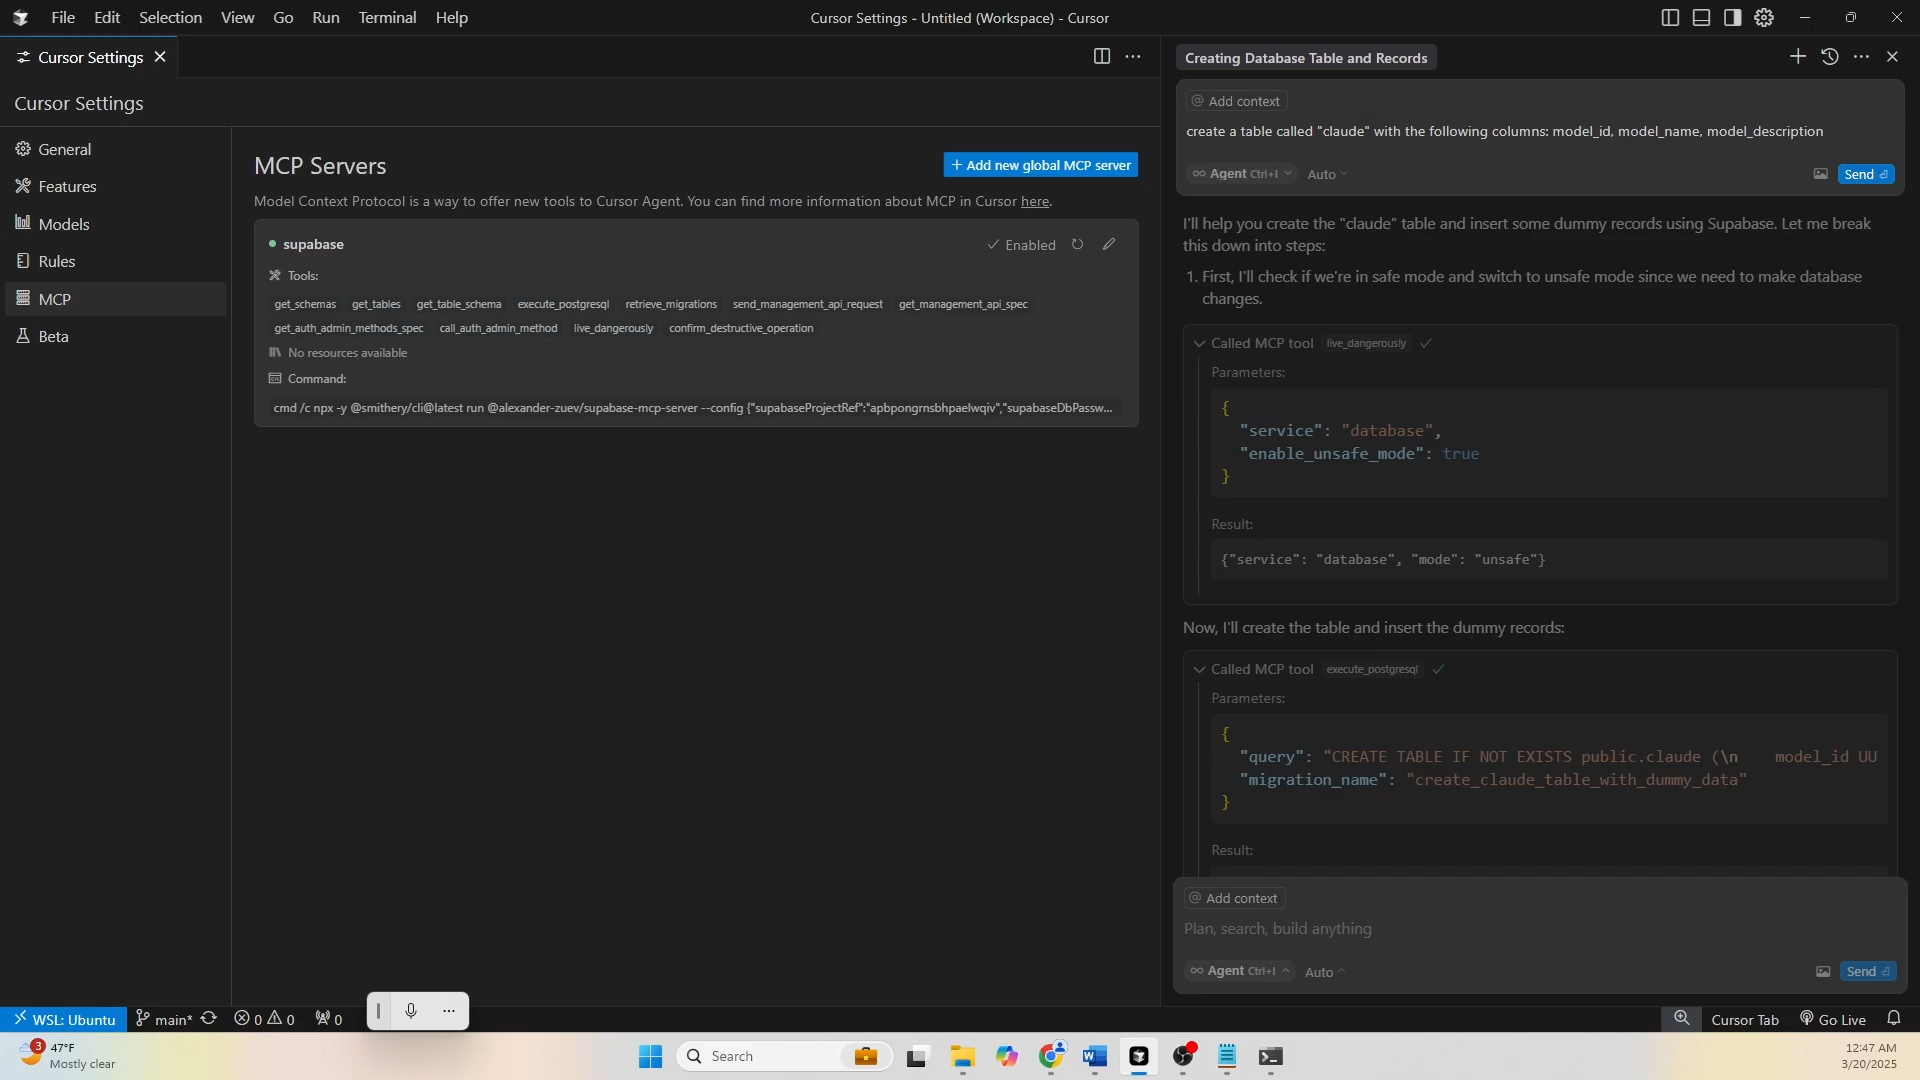 File Edit Selection View Go Run Terminal Help
Cursor Settings - Untitled (Workspace) - Cursor
Cursor Settings
Cursor Settings
General
Features
Models
Rules
MCP
Beta
MCP Servers
+ Add new global MCP server
Model Context Protocol is a way to offer new tools to Cursor Agent. You can find more information about MCP in Cursor here.
supabase
Enabled
Tools:
get_schemas get_tables get_table_schema execute_postgresql retrieve_migrations send_management_api_request get_management_api_spec
get_auth_admin_methods_spec call_auth_admin_method live_dangerously confirm_destructive_operation
No resources available
Command:
cmd /c npx -y @smithery/cli@latest run @alexander-zuev/supabase-mcp-server --config {"supabaseProjectRef":"apbpongrnsbhpaelwqiv","supabaseDbPassw...
Creating Database Table and Records
@ Add context
create a table called "claude" with the following columns: model_id, model_name, model_description
Agent Ctrl+I Auto
Send
I'll help you create the "claude" table and insert some dummy records using Supabase. Let me break
this down into steps:
1. First, I'll check if we're in safe mode and switch to unsafe mode since we need to make database
changes.
Called MCP tool live_dangerously
Parameters:
{
"service": "database",
"enable_unsafe_mode": true
}
Result:
{"service": "database", "mode": "unsafe"}
Now, I'll create the table and insert the dummy records:
Called MCP tool execute_postgresql
Parameters:
{
"query": "CREATE TABLE IF NOT EXISTS public.claude (\n    model_id UU
"migration_name": "create_claude_table_with_dummy_data"
}
Result:
@ Add context
Plan, search, build anything
Agent Ctrl+I Auto
Send
WSL: Ubuntu main* 0 0 0
Cursor Tab Go Live
3
47°F
Mostly clear
Search
12:47 AM
3/20/2025